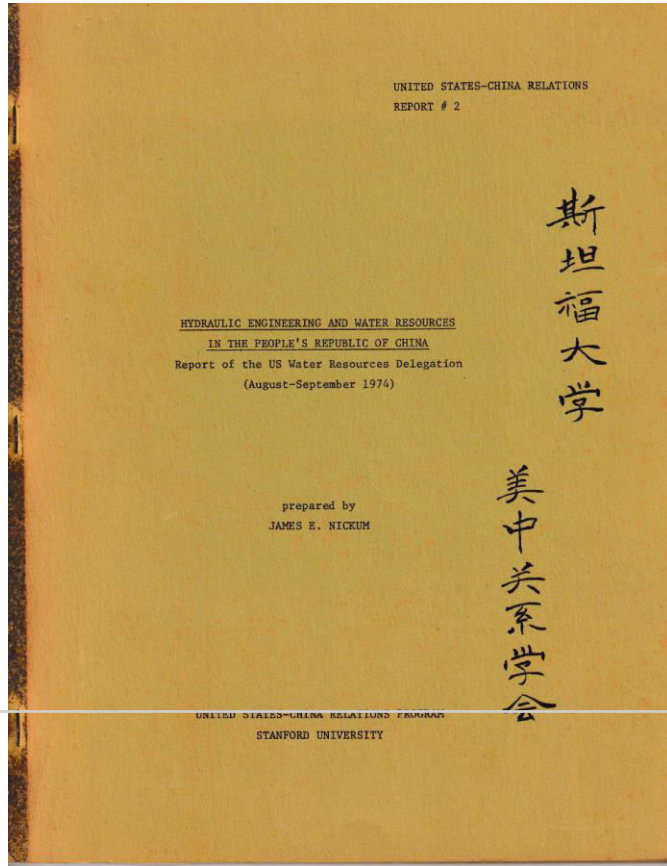 UNITED STATES-CHINA RELATIONS
REPORT # 2
斯坦福大学
美中关系学会
HYDRAULIC ENGINEERING AND WATER RESOURCES
IN THE PEOPLE'S REPUBLIC OF CHINA
Report of the US Water Resources Delegation
(August-September 1974)
prepared by
JAMES E. NICKUM
UNITED STATES-CHINA RELATIONS PROGRAM
STANFORD UNIVERSITY